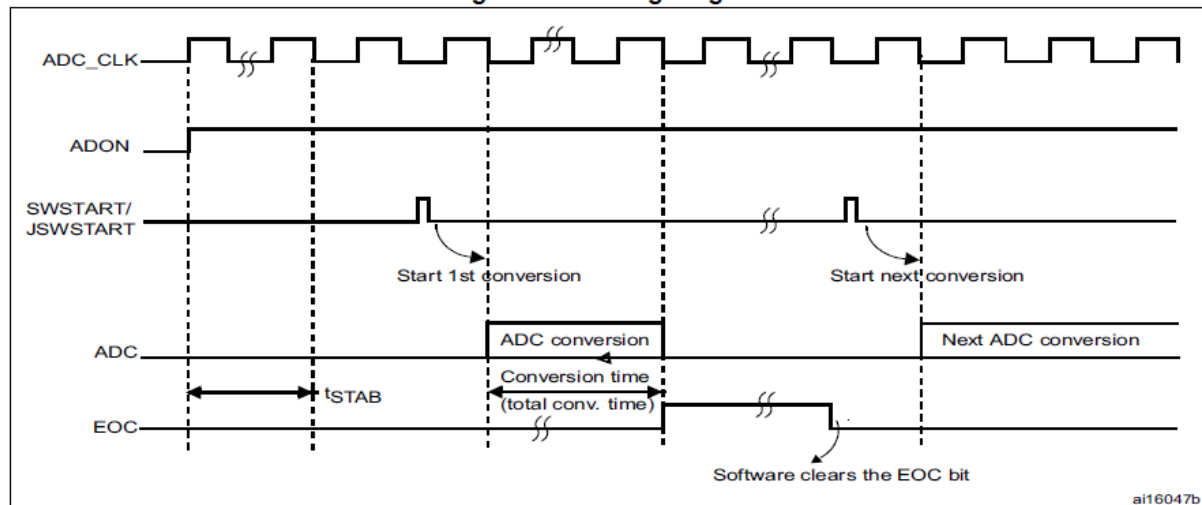 ADC_CLK
ADON
SWSTART/
JSWSTART
Start 1st conversion
Start next conversion
ADC
ADC conversion
Next ADC conversion
tSTAB
Conversion time
(total conv. time)
EOC
Software clears the EOC bit
ai16047b